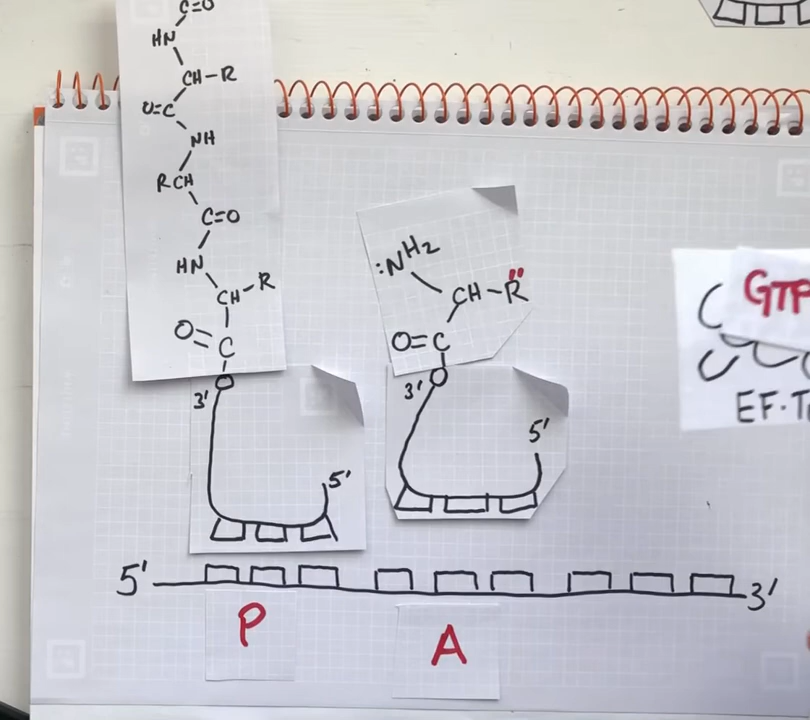 C=O
HN
CH-R
O=C
NH
RCH
C=O
HN
CH-R
O=C
O
3'
5'
:NH2
CH-R"
O=C
O
3'
5'
GTP
EF-T
5'
3'
P
A